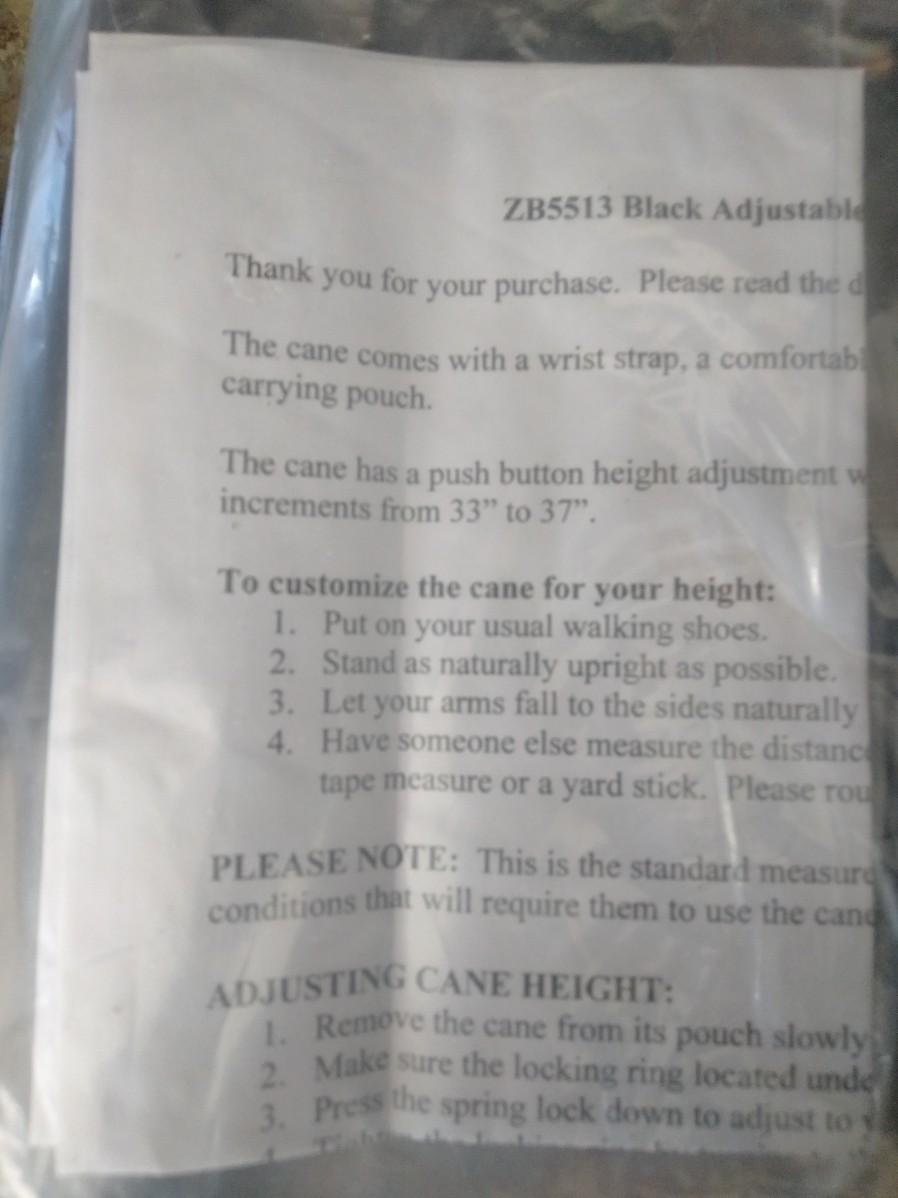 ZB5513 Black Adjustable
Thank you for your purchase. Please read the d
The cane comes with a wrist strap, a comfortabl
carrying pouch.
The cane has a push button height adjustment w
increments from 33” to 37”.
To customize the cane for your height:
1. Put on your usual walking shoes.
2. Stand as naturally upright as possible.
3. Let your arms fall to the sides naturally
4. Have someone else measure the distanc
tape measure or a yard stick. Please rou
PLEASE NOTE: This is the standard measure
conditions that will require them to use the cane
ADJUSTING CANE HEIGHT:
1. Remove the cane from its pouch slowly
2. Make sure the locking ring located unde
3. Press the spring lock down to adjust to y